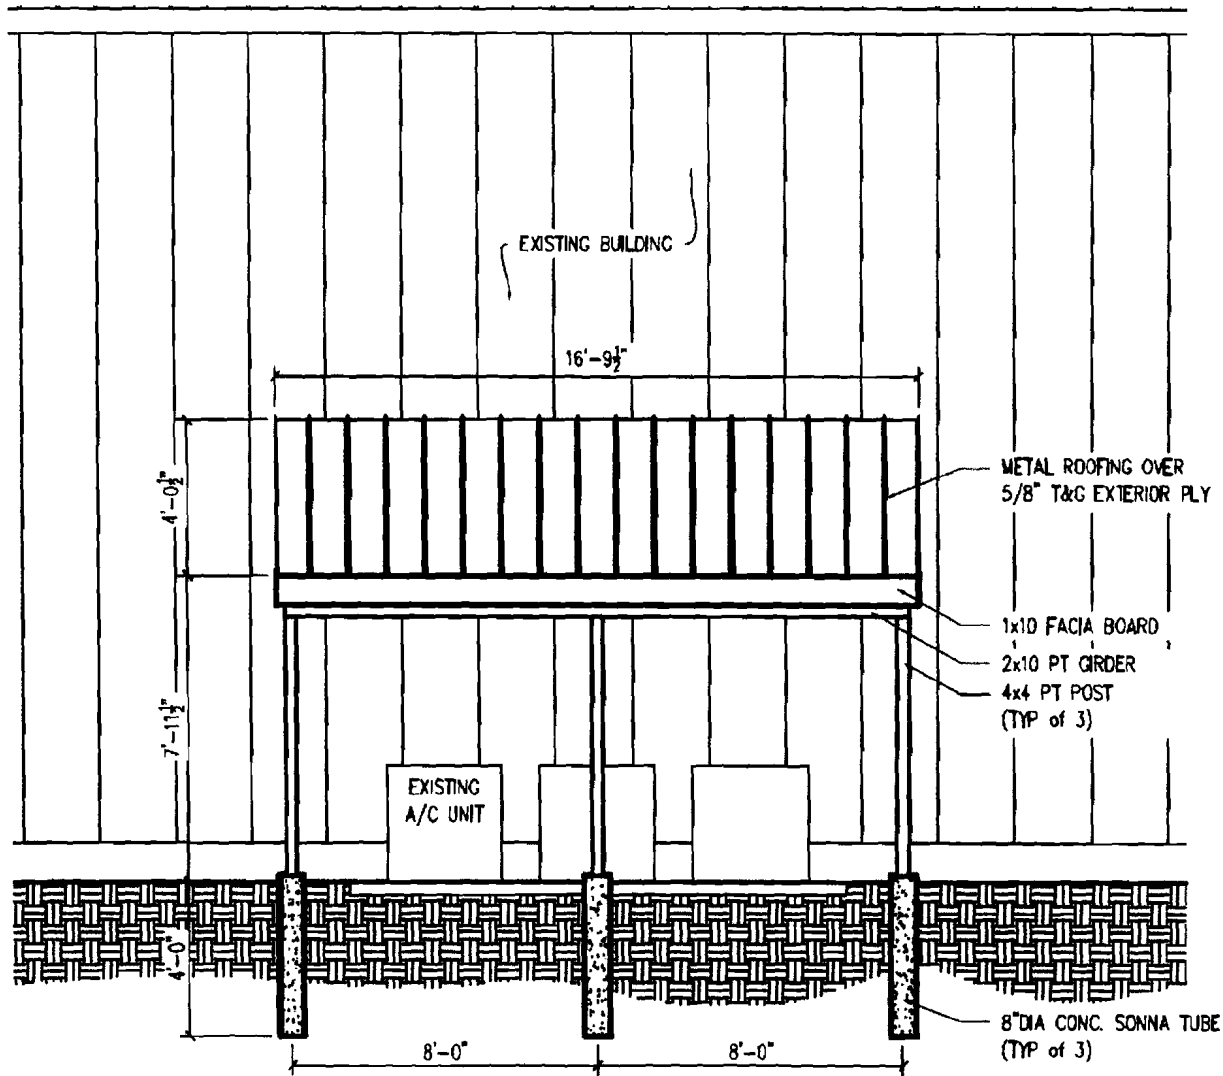 EXISTING BUILDING
16'-9½"
4'-0½"
METAL ROOFING OVER
5/8" T&G EXTERIOR PLY
1x10 FACIA BOARD
2x10 PT GIRDER
4x4 PT POST
(TYP of 3)
7'-11½"
EXISTING
A/C UNIT
4'-0"
8"DIA CONC. SONNA TUBE
(TYP of 3)
8'-0"
8'-0"